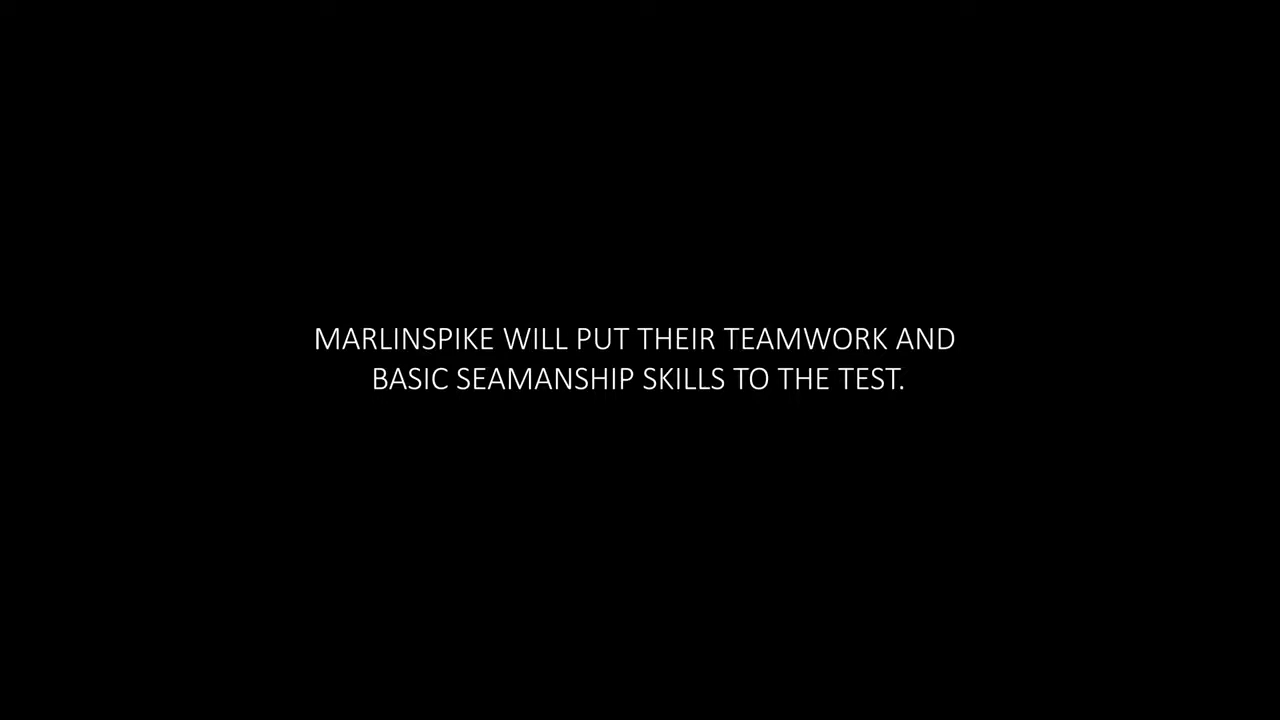 MARLINSPIKE WILL PUT THEIR TEAMWORK AND
BASIC SEAMANSHIP SKILLS TO THE TEST.